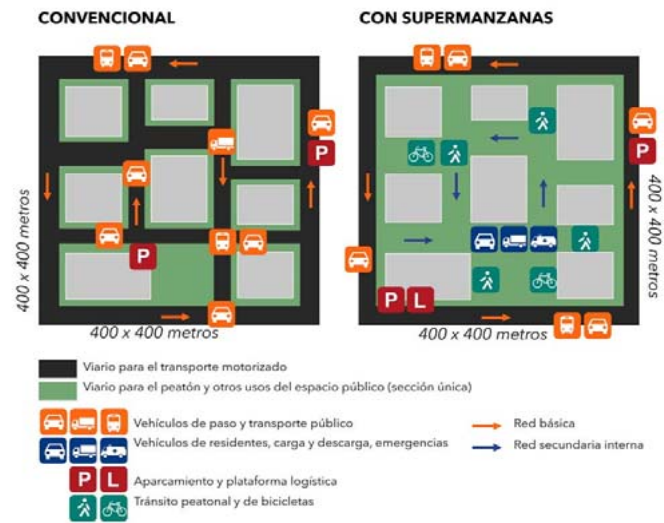 CONVENCIONAL
CON SUPERMANZANAS
P
P
P
P L
400 x 400 metros
400 x 400 metros
400 x 400 metros
400 x 400 metros
Viario para el transporte motorizado
Viario para el peatón y otros usos del espacio público (sección única)
Vehículos de paso y transporte público
Red básica
Vehículos de residentes, carga y descarga, emergencias
Red secundaria interna
P L Aparcamiento y plataforma logística
Tránsito peatonal y de bicicletas